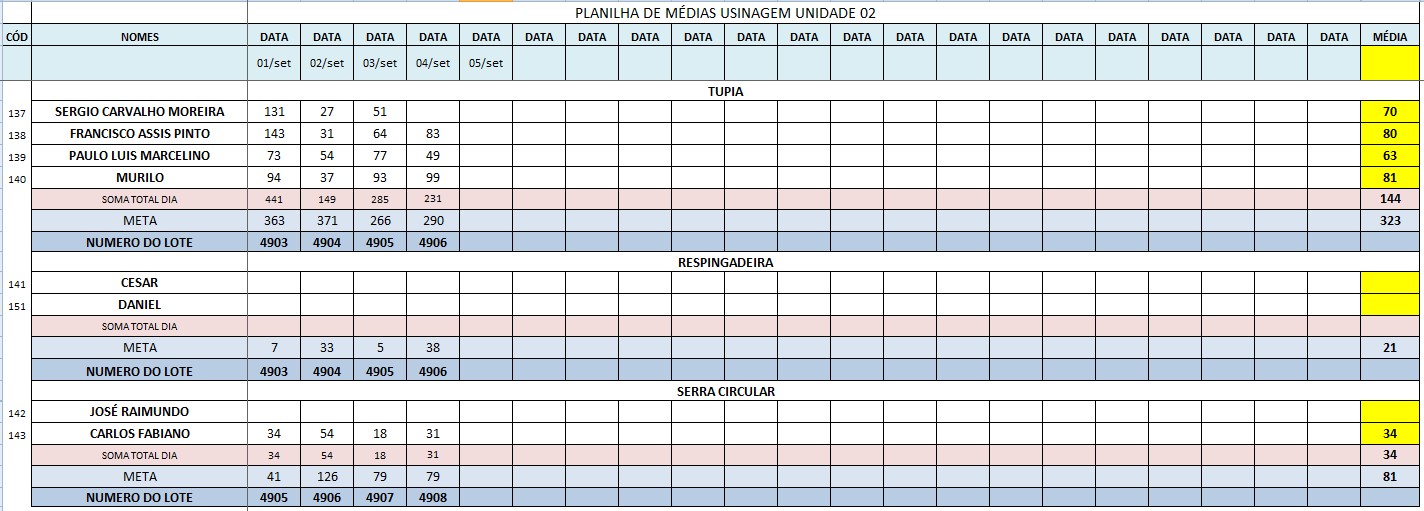 PLANILHA DE MÉDIAS USINAGEM UNIDADE 02
CÓD NOMES DATA DATA DATA DATA DATA DATA DATA DATA DATA DATA DATA DATA DATA DATA DATA DATA DATA DATA DATA DATA DATA MÉDIA
01/set 02/set 03/set 04/set 05/set
TUPIA
137 SERGIO CARVALHO MOREIRA 131 27 51 70
138 FRANCISCO ASSIS PINTO 143 31 64 83 80
139 PAULO LUIS MARCELINO 73 54 77 49 63
140 MURILO 94 37 93 99 81
SOMA TOTAL DIA 441 149 285 231 144
META 363 371 266 290 323
NUMERO DO LOTE 4903 4904 4905 4906
RESPINGADEIRA
141 CESAR
151 DANIEL
SOMA TOTAL DIA
META 7 33 5 38 21
NUMERO DO LOTE 4903 4904 4905 4906
SERRA CIRCULAR
142 JOSÉ RAIMUNDO
143 CARLOS FABIANO 34 54 18 31 34
SOMA TOTAL DIA 34 54 18 31 34
META 41 126 79 79 81
NUMERO DO LOTE 4905 4906 4907 4908